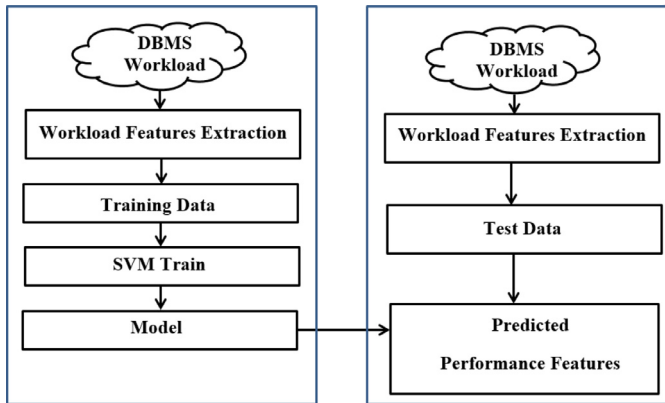 DBMS
Workload
Workload Features Extraction
Training Data
SVM Train
Model
DBMS
Workload
Workload Features Extraction
Test Data
Predicted
Performance Features